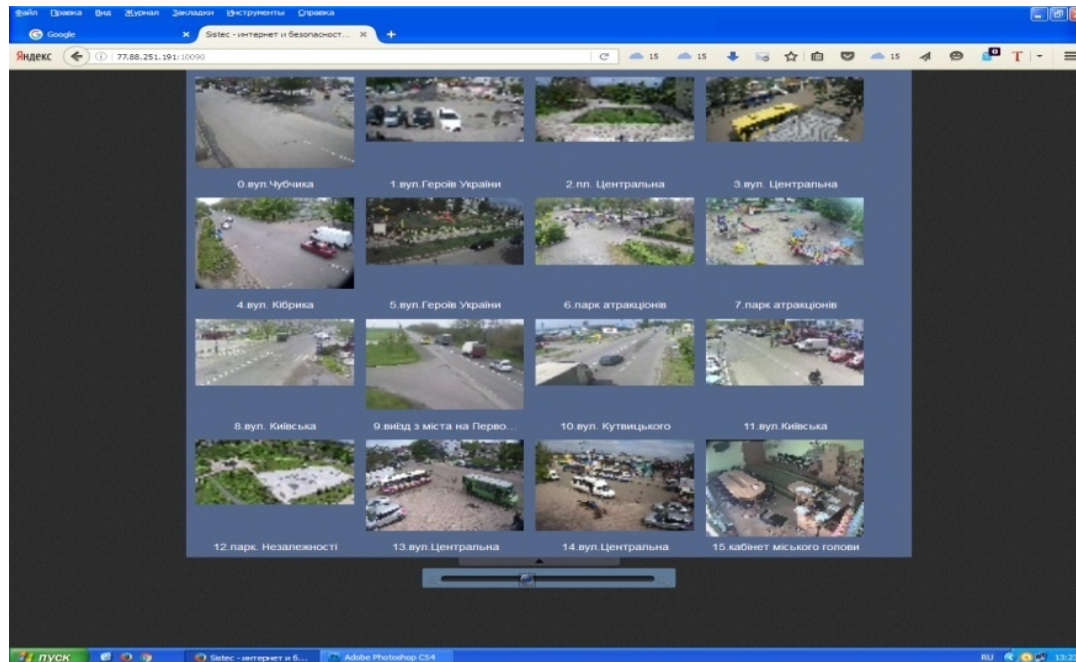 Файл Правка Вид Журнал Закладки Инструменты Справка
Google
Sistec - интернет и безопасност...
Яндекс
77.88.251.191:10090
15
15
15
0
T
0.вул.Чубчика
1.вул.Героїв України
2.пл. Центральна
3.вул. Центральна
4.вул. Кібрика
5.вул.Героїв України
6.парк атракціонів
7.парк атракціонів
8.вул. Київська
9.виїзд з міста на Перво...
10.вул. Кутвицького
11.вул.Київська
12.парк. Незалежності
13.вул.Центральна
14.вул.Центральна
15.кабінет міського голови
пуск
Sistec - интернет и б...
Adobe Photoshop CS4
RU